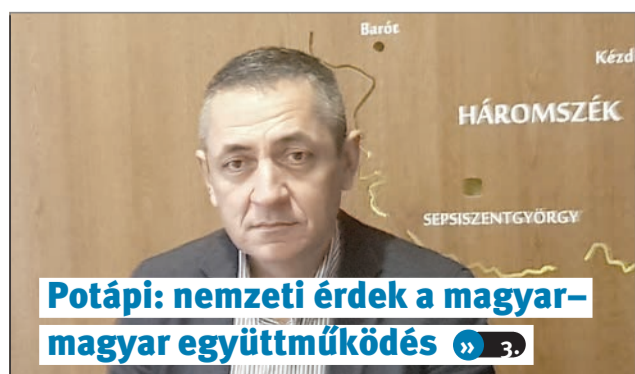 Barót
Kézd
HÁROMSZÉK
SEPSISZENTGYÖRGY
Potápi: nemzeti érdek a magyar–
magyar együttműködés » 3.